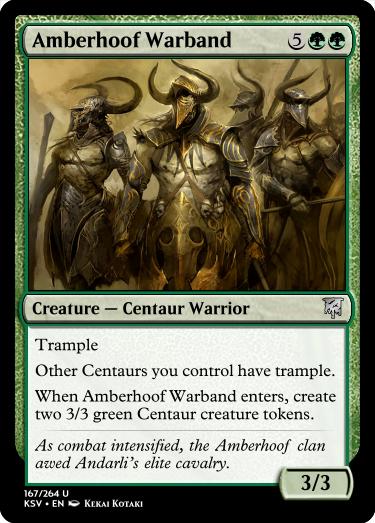 Amberhoof Warband 5
Creature — Centaur Warrior
Trample
Other Centaurs you control have trample.
When Amberhoof Warband enters, create
two 3/3 green Centaur creature tokens.
As combat intensified, the Amberhoof clan
awed Andarli's elite cavalry.
3/3
167/264 U
KSV • EN Kekai Kotaki